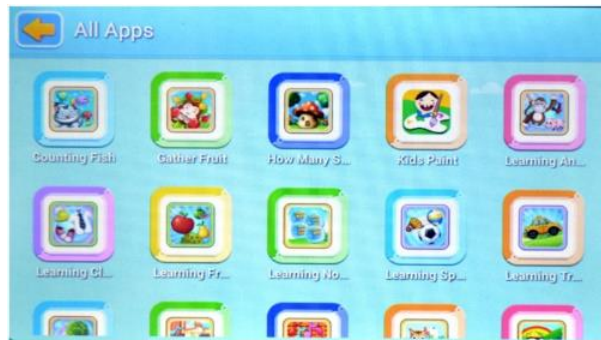 All Apps
Counting Fish
Gather Fruit
How Many S...
Kids Paint
Learning An...
Learning Cl...
Learning Fr...
Learning No...
Learning Sp...
Learning Tr...